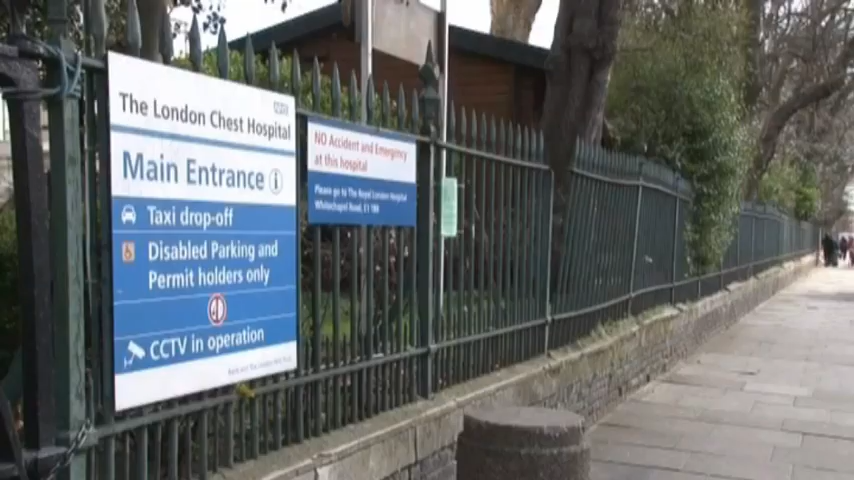 NHS
The London Chest Hospital
Main Entrance i
Taxi drop-off
Disabled Parking and
Permit holders only
CCTV in operation
NO Accident and Emergency
at this hospital
Please go to The Royal London Hospital
Whitechapel Road, E1 1BB